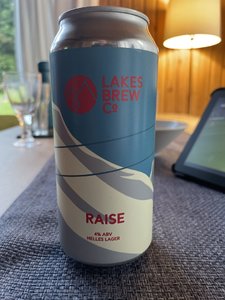 LAKES
BREW
Co.
RAISE
4% ABV
HELLES LAGER